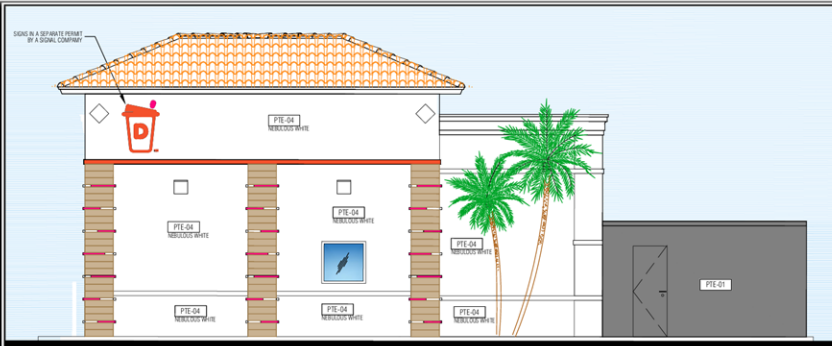 SIGNS IN A SEPARATE PERMIT
BY A SIGNAL COMPANY
D
PTE-04
NEBULOUS WHITE
PTE-04
NEBULOUS WHITE
PTE-04
NEBULOUS WHITE
PTE-04
NEBULOUS WHITE
PTE-01
PTE-04
NEBULOUS WHITE
PTE-04
NEBULOUS WHITE
PTE-04
NEBULOUS WHITE